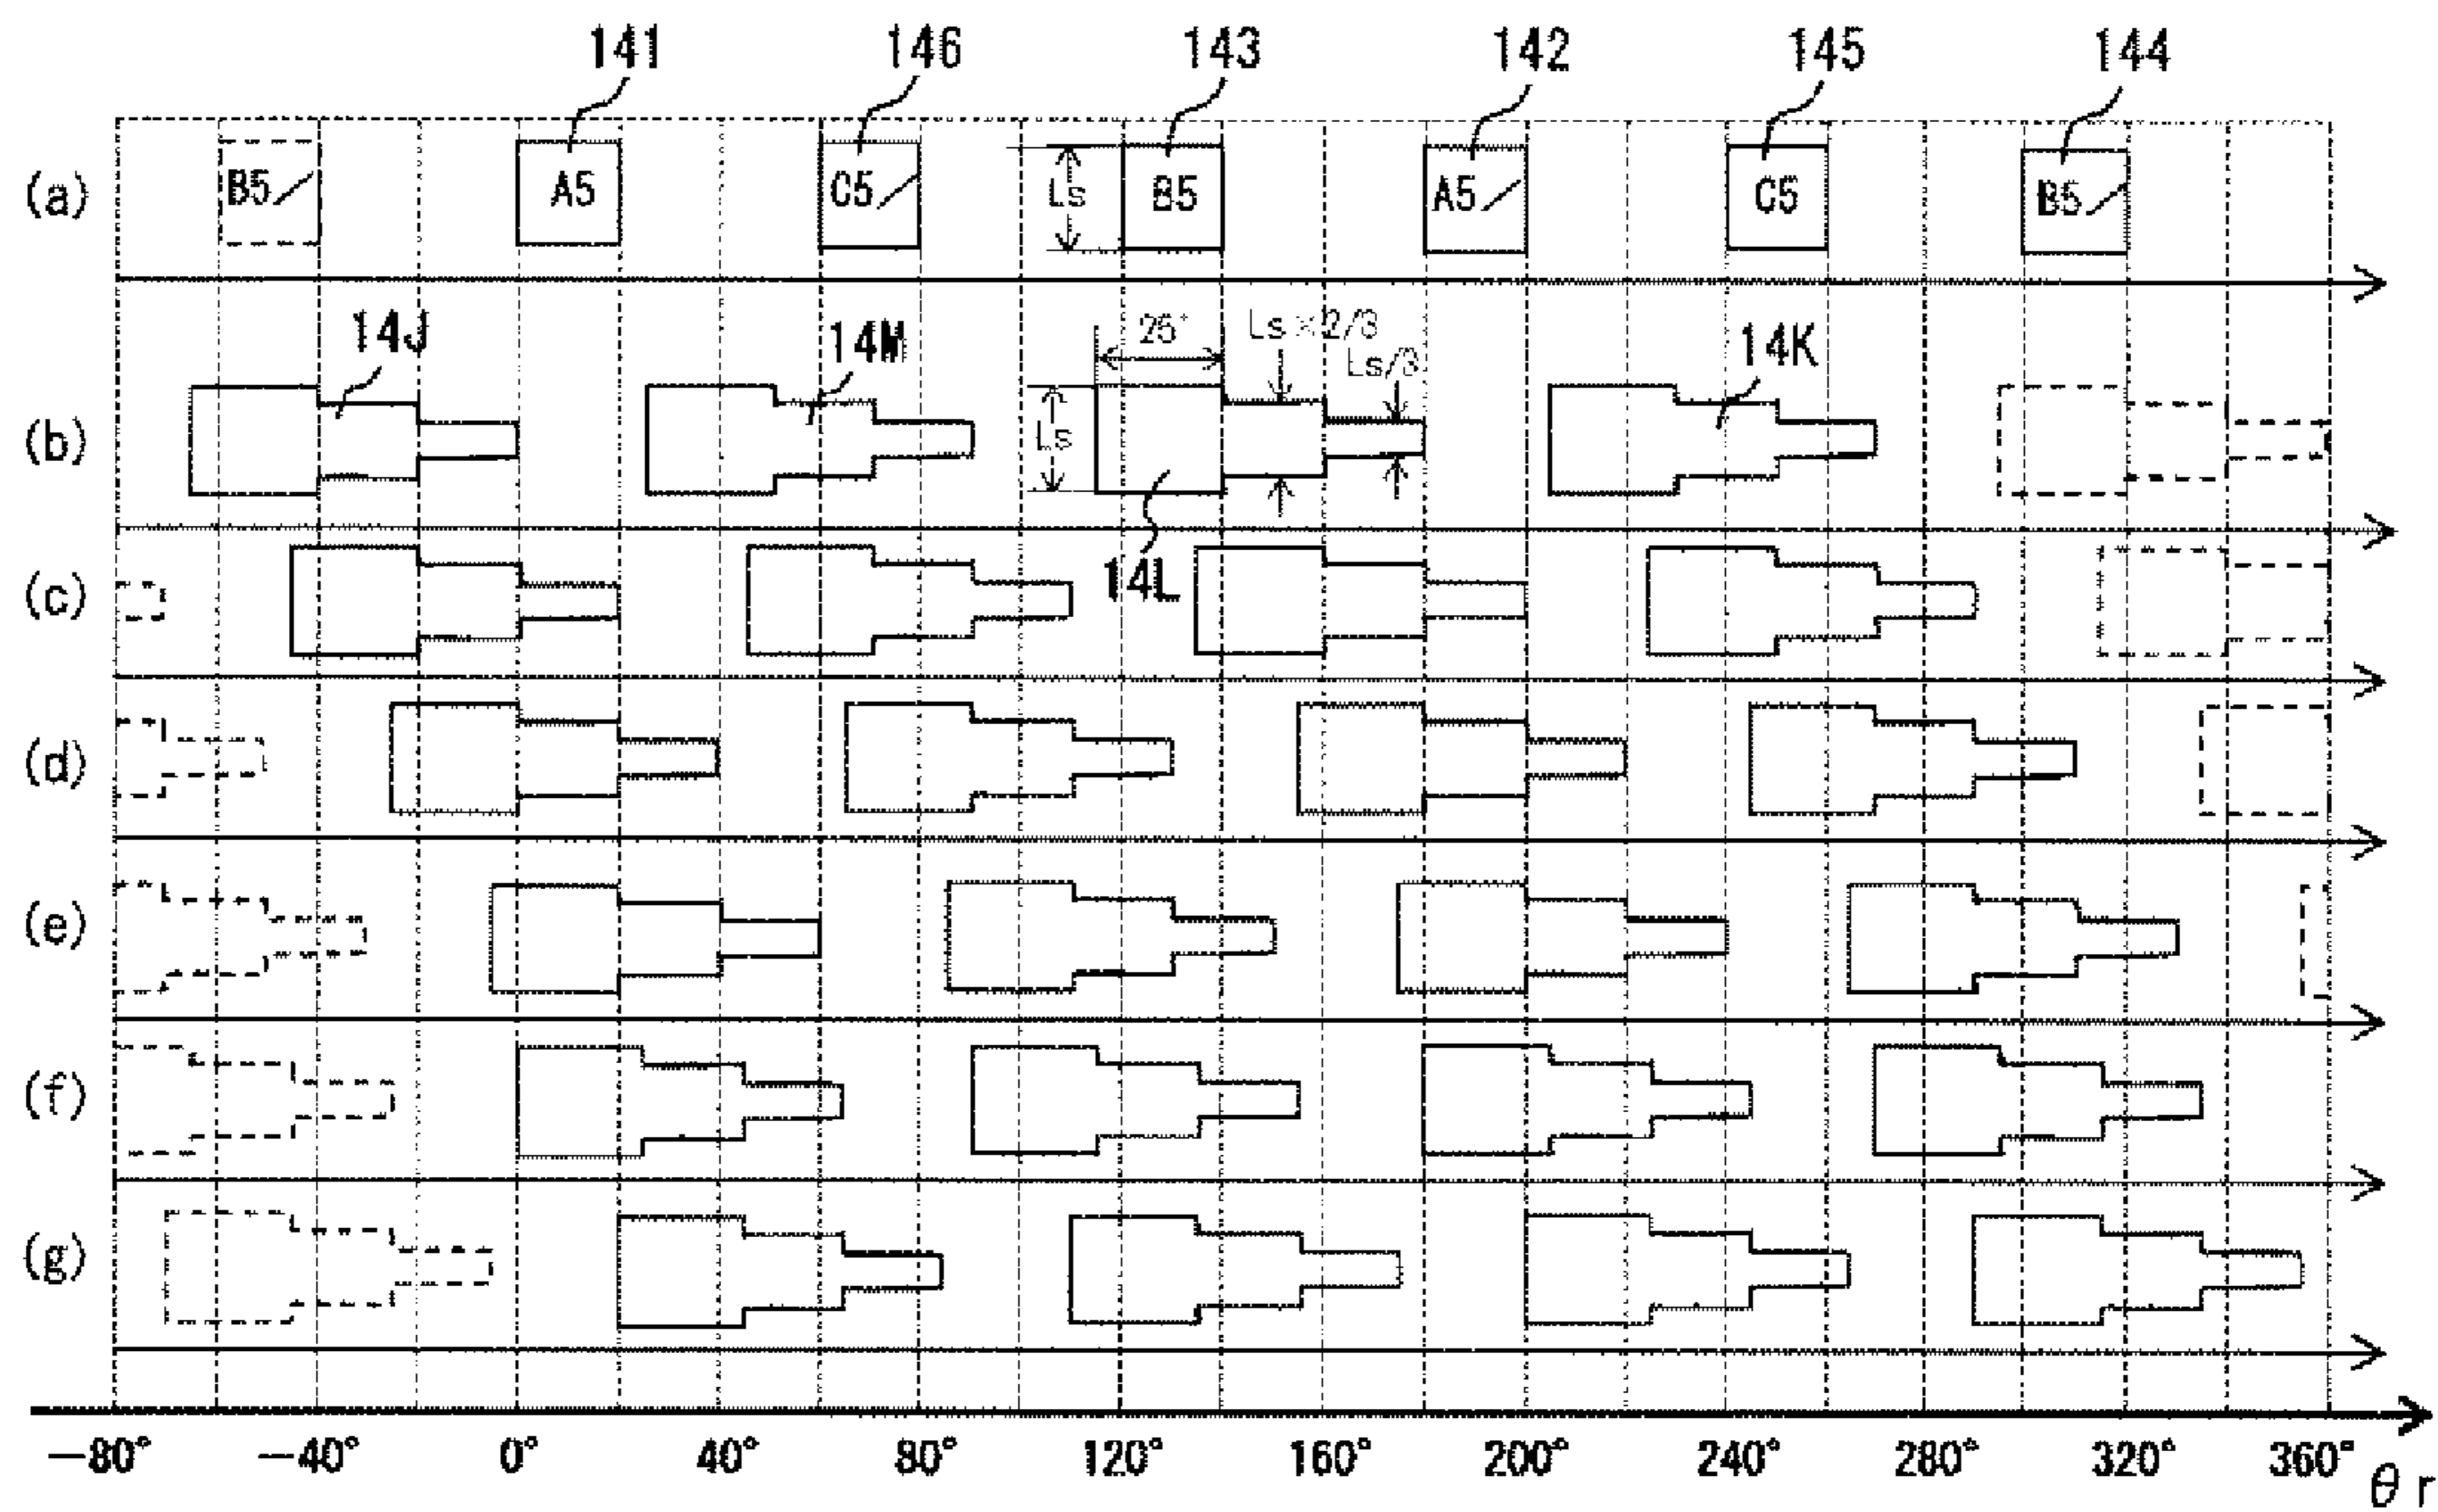 141 146 143 142 145 144
(a) B5/ A5 C5/ Ls B5 A5/ C5 B5/
14J 14M 25° Ls×2/3 Ls/3 14K
(b) Ls
(c) 14L
(d)
(e)
(f)
(g)
−80° −40° 0° 40° 80° 120° 160° 200° 240° 280° 320° 360°
θr